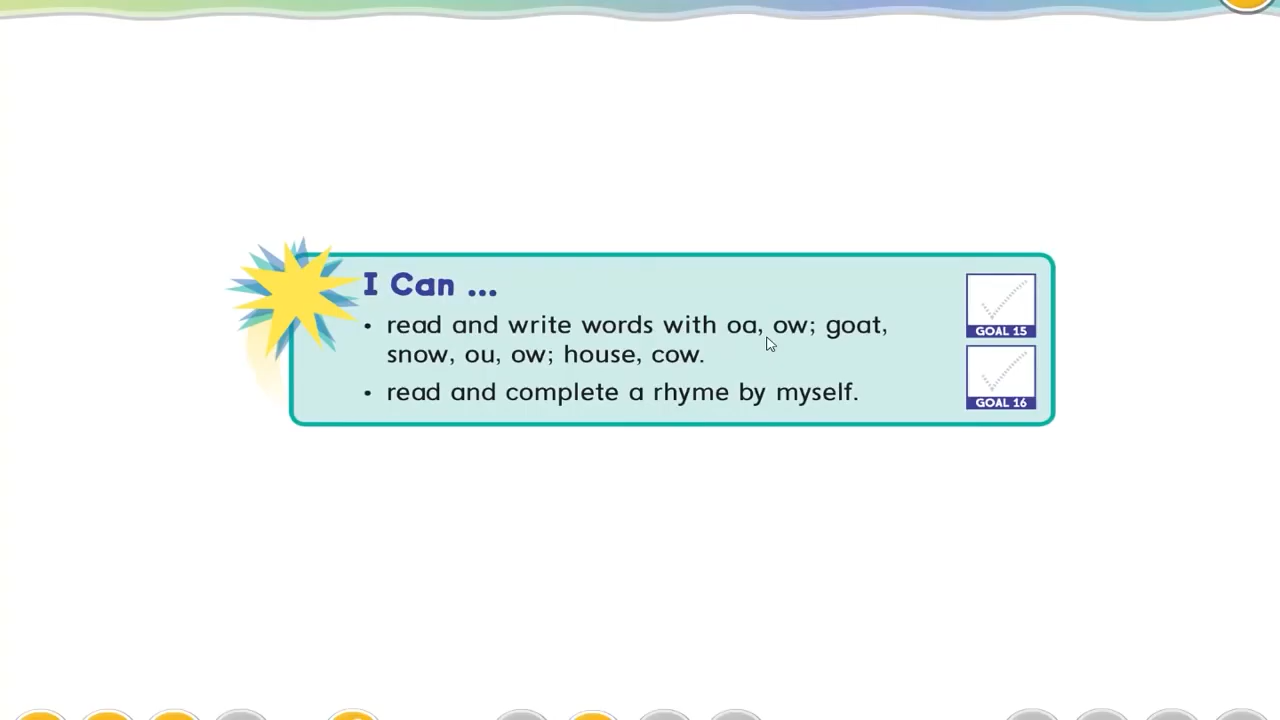 I Can ...
• read and write words with oa, ow; goat,
snow, ou, ow; house, cow.
• read and complete a rhyme by myself.
GOAL 15
GOAL 16